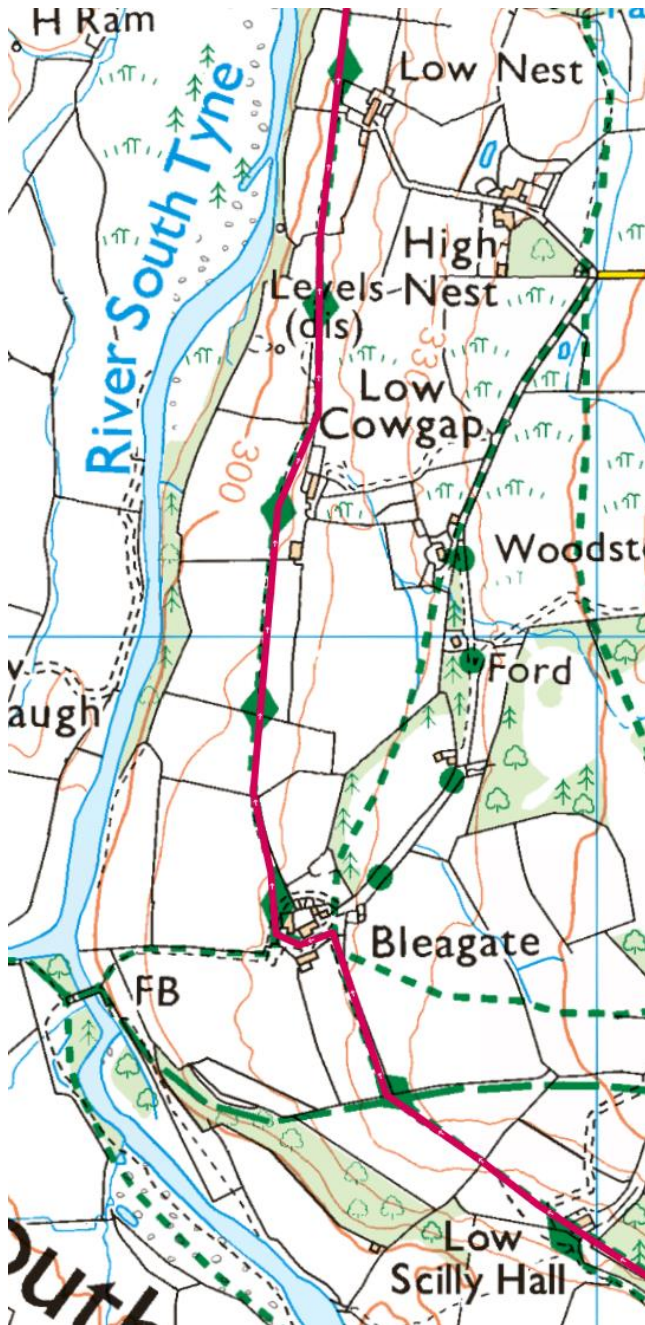 H Ram
Low Nest
River South Tyne
High
Nest
Levels
(dis)
330
Low
Cowgap
300
Woodst
augh
Ford
Bleagate
FB
Low
Scilly Hall
outh